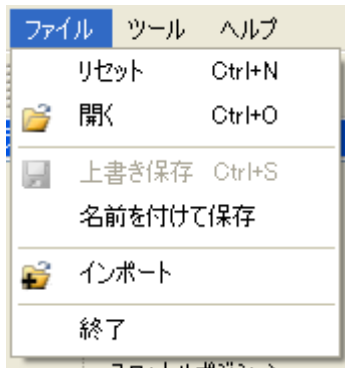 ファイル ツール ヘルプ
リセット Ctrl+N
開く Ctrl+O
上書き保存 Ctrl+S
名前を付けて保存
インポート
終了